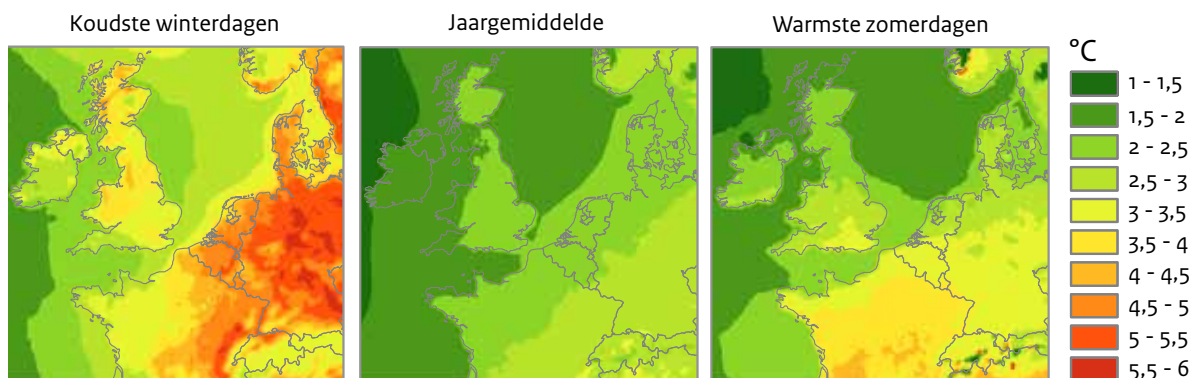 Koudste winterdagen
Jaargemiddelde
Warmste zomerdagen
°C
1 - 1,5
1,5 - 2
2 - 2,5
2,5 - 3
3 - 3,5
3,5 - 4
4 - 4,5
4,5 - 5
5 - 5,5
5,5 - 6